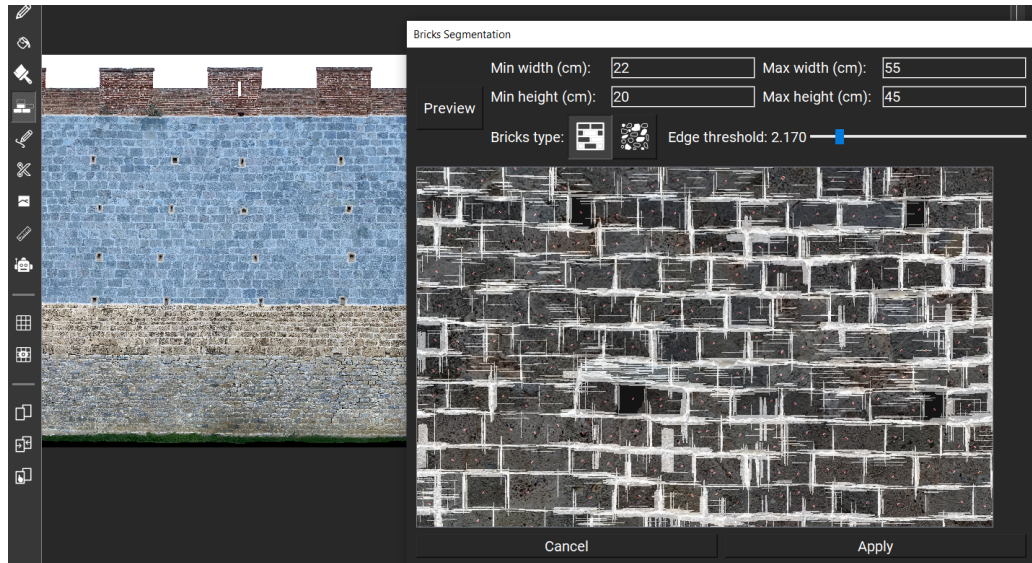 Bricks Segmentation
Min width (cm): 22 Max width (cm): 55
Min height (cm): 20 Max height (cm): 45
Preview
Bricks type: Edge threshold: 2.170
Cancel Apply